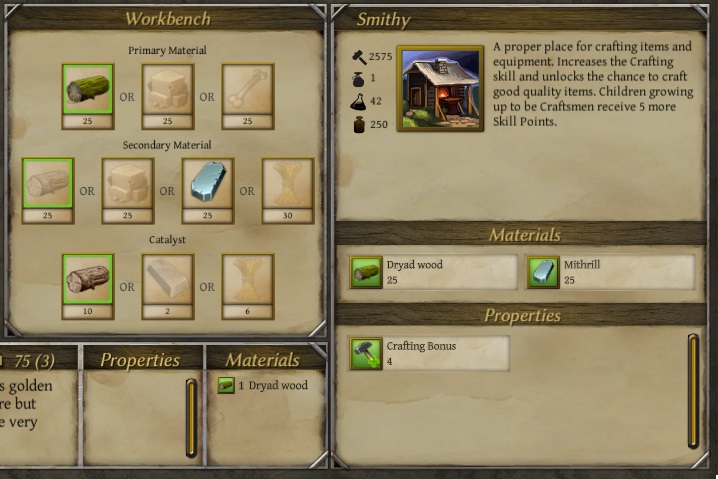 Workbench
Primary Material
OR OR
25 25 25
Secondary Material
OR OR OR
25 25 25 30
Catalyst
OR OR
10 2 6
75 (3)
s golden
re but
e very
Properties
Materials
1 Dryad wood
Smithy
2575
1
42
250
A proper place for crafting items and
equipment. Increases the Crafting
skill and unlocks the chance to craft
good quality items. Children growing
up to be Craftsmen receive 5 more
Skill Points.
Materials
Dryad wood
25
Mithrill
25
Properties
Crafting Bonus
4